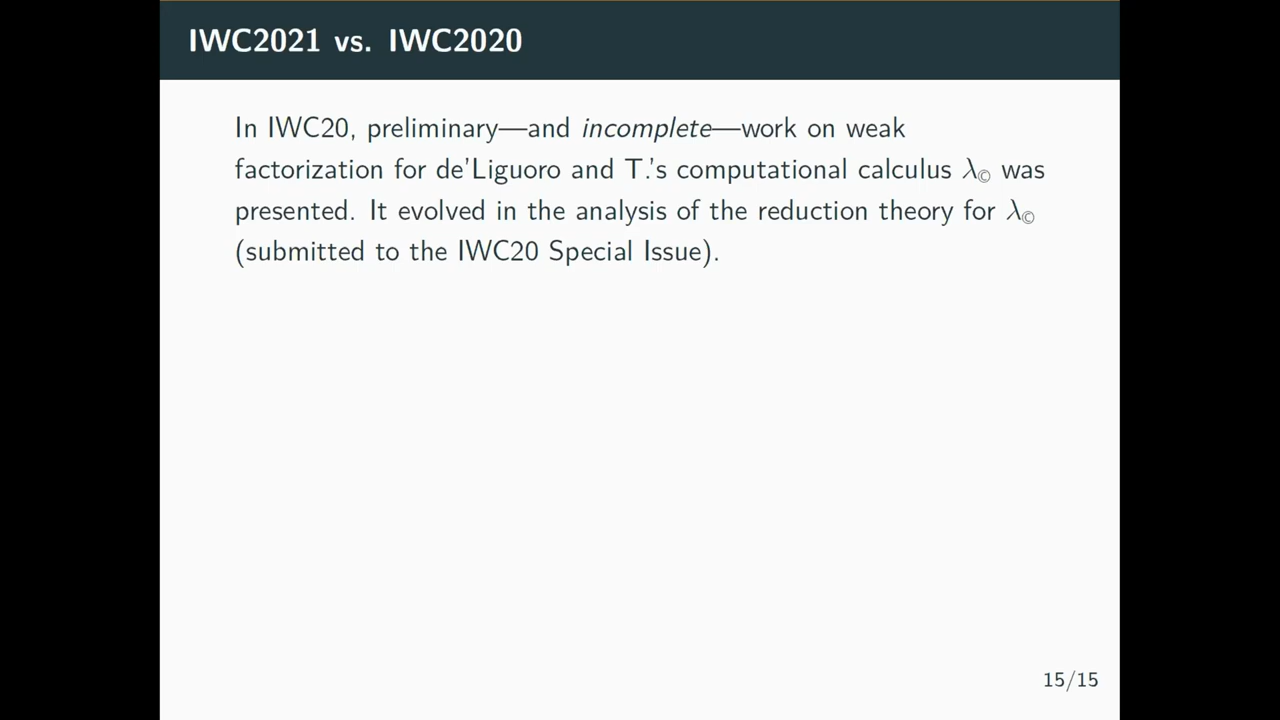 IWC2021 vs. IWC2020
In IWC20, preliminary—and incomplete—work on weak
factorization for de'Liguoro and T.'s computational calculus λ© was
presented. It evolved in the analysis of the reduction theory for λ©
(submitted to the IWC20 Special Issue).
15/15